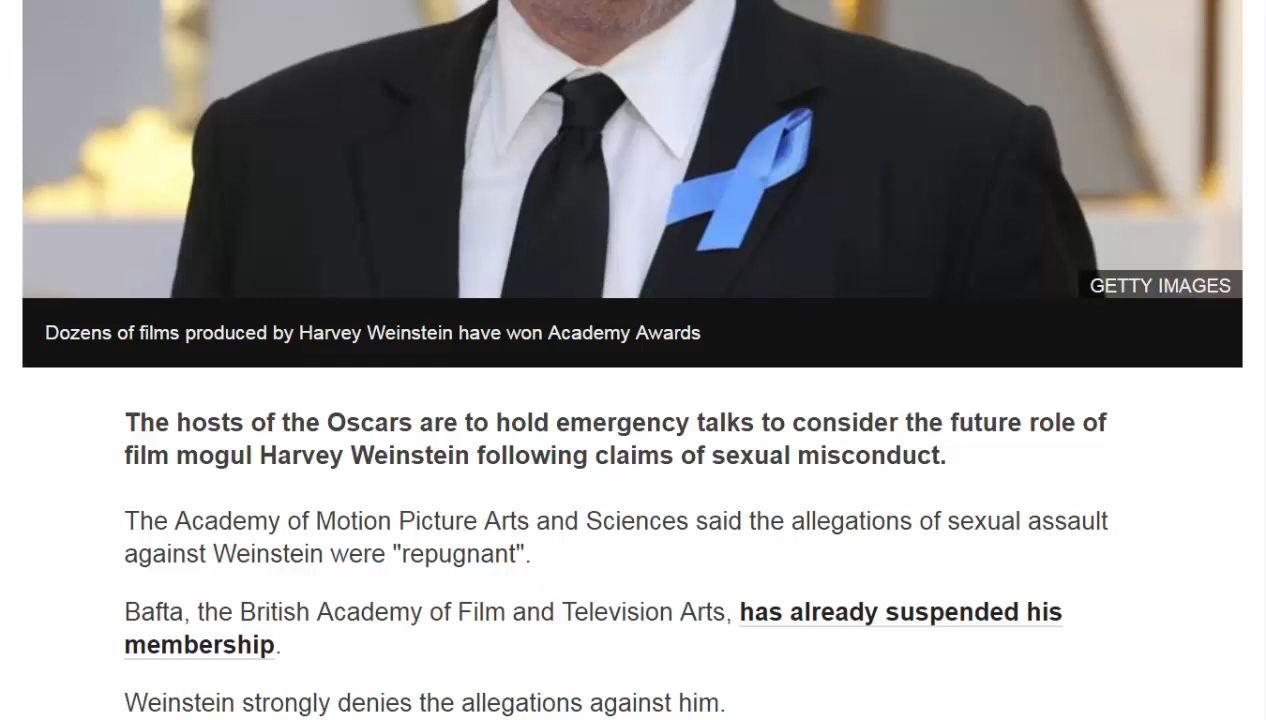 GETTY IMAGES
Dozens of films produced by Harvey Weinstein have won Academy Awards
The hosts of the Oscars are to hold emergency talks to consider the future role of
film mogul Harvey Weinstein following claims of sexual misconduct.
The Academy of Motion Picture Arts and Sciences said the allegations of sexual assault
against Weinstein were "repugnant".
Bafta, the British Academy of Film and Television Arts, has already suspended his
membership.
Weinstein strongly denies the allegations against him.